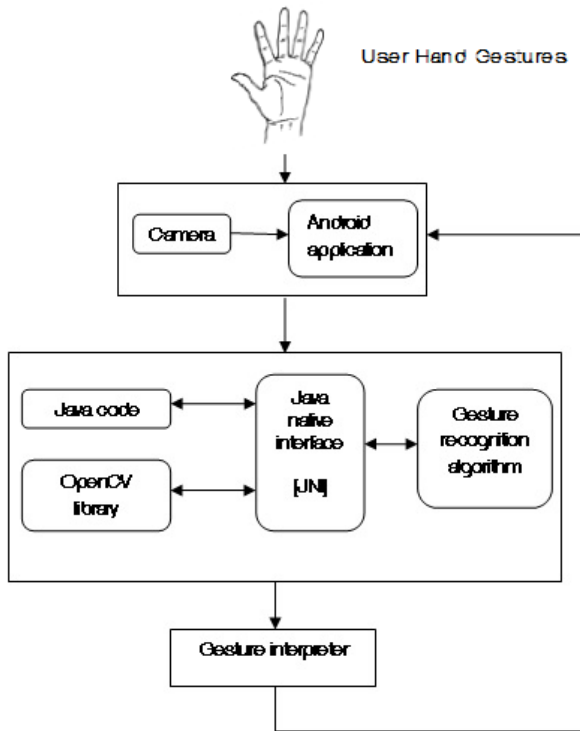 User Hand Gestures
Camera
Android
application
Java code
OpenCV
library
Java
native
interface
[JNI]
Gesture
recognition
algorithm
Gesture interpreter